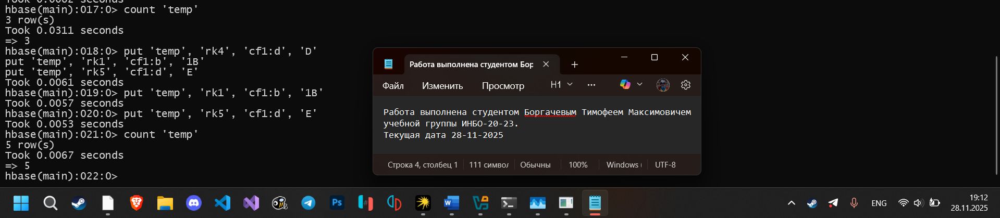 Took 0.0002 seconds
hbase(main):017:0> count 'temp'
3 row(s)
Took 0.0311 seconds
=> 3
hbase(main):018:0> put 'temp', 'rk4', 'cf1:d', 'D'
put 'temp', 'rk1', 'cf1:b', '1B'
put 'temp', 'rk5', 'cf1:d', 'E'
Took 0.0061 seconds
hbase(main):019:0> put 'temp', 'rk1', 'cf1:b', '1B'
Took 0.0057 seconds
hbase(main):020:0> put 'temp', 'rk5', 'cf1:d', 'E'
Took 0.0053 seconds
hbase(main):021:0> count 'temp'
5 row(s)
Took 0.0067 seconds
=> 5
hbase(main):022:0>
Работа выполнена студентом Бор
Файл Изменить Просмотр H1
Работа выполнена студентом Боргачевым Тимофеем Максимовичем
учебной группы ИНБО-20-23.
Текущая дата 28-11-2025
Строка 4, столбец 1 111 символ Обычны 100% Windows ( UTF-8
Ps ENG 19:12
28.11.2025